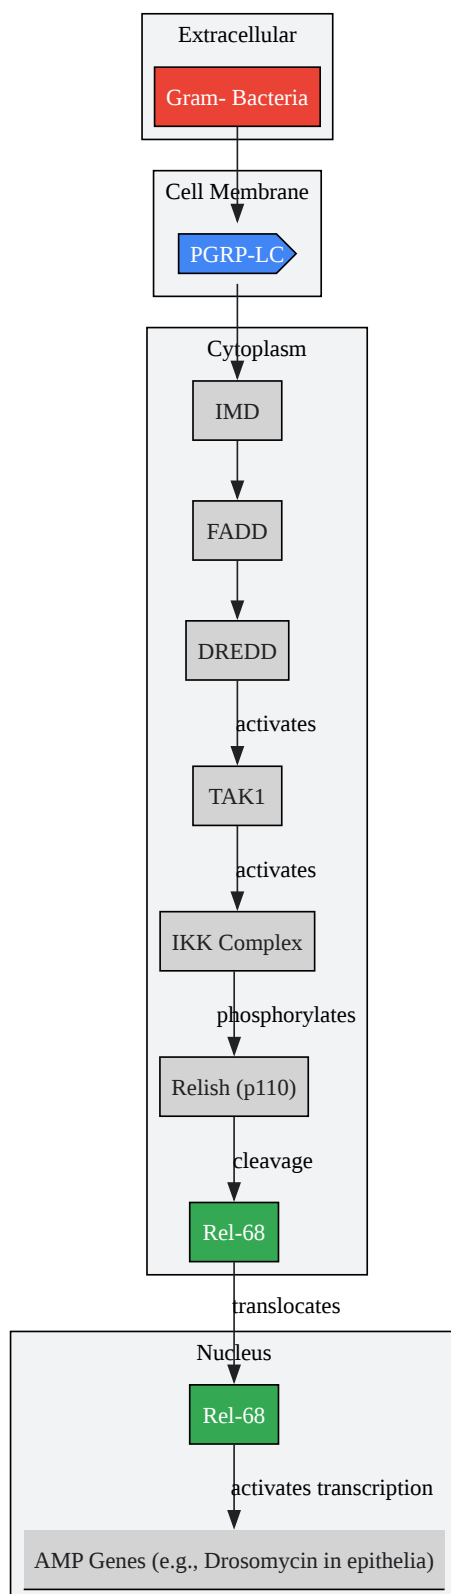 Extracellular
Gram- Bacteria
Cell Membrane
PGRP-LC
Cytoplasm
IMD
FADD
DREDD
activates
TAK1
activates
IKK Complex
phosphorylates
Relish (p110)
cleavage
Rel-68
translocates
Nucleus
Rel-68
activates transcription
AMP Genes (e.g., Drosomycin in epithelia)